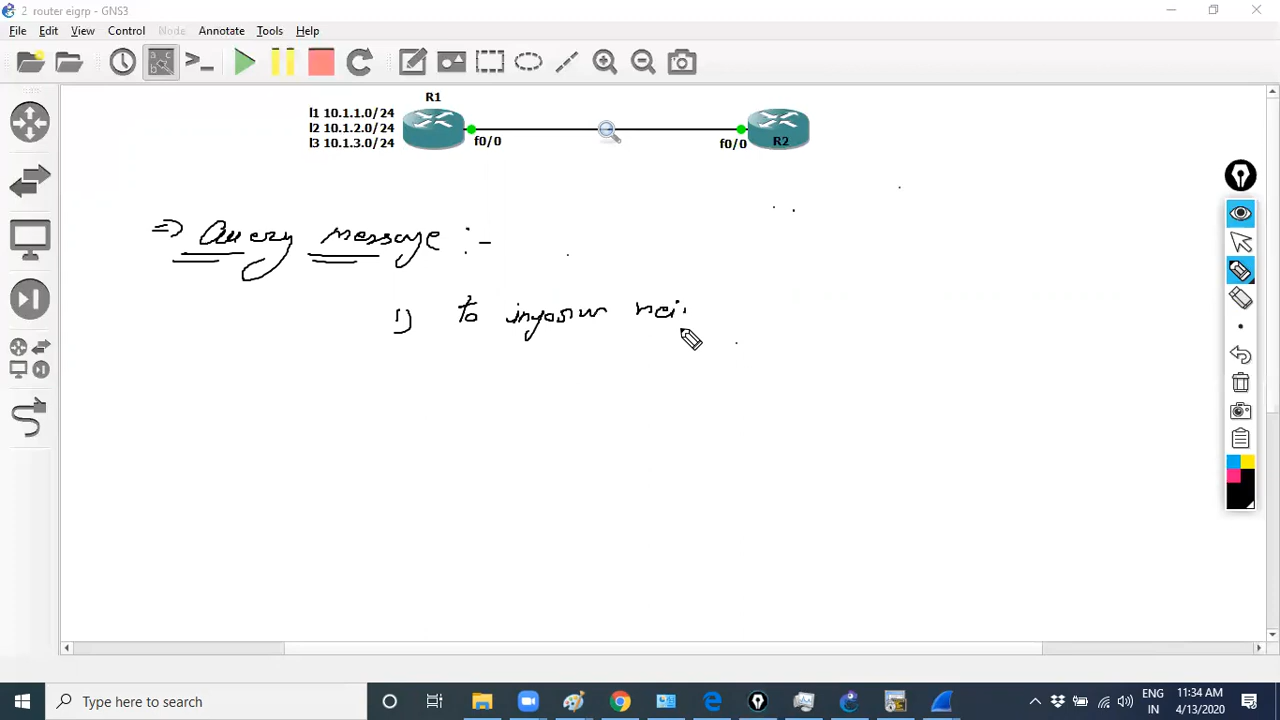 2 router eigrp - GNS3
File Edit View Control Node Annotate Tools Help
R1
l1 10.1.1.0/24
l2 10.1.2.0/24
l3 10.1.3.0/24
f0/0
f0/0
R2
=> Query message :-
1) to inform nei
Type here to search
ENG
IN
11:34 AM
4/13/2020